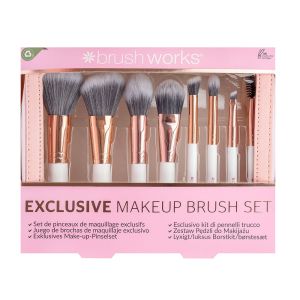 brushworks®
EXCLUSIVE MAKEUP BRUSH SET
• Set de pinceaux de maquillage exclusifs
• Juego de brochas de maquillaje exclusivo
• Exklusives Make-up-Pinselset
• Esclusivo kit di pennelli trucco
• Zestaw Pędzli do Makijażu
• Lyxigt/luksus Borstkit/børstesæt